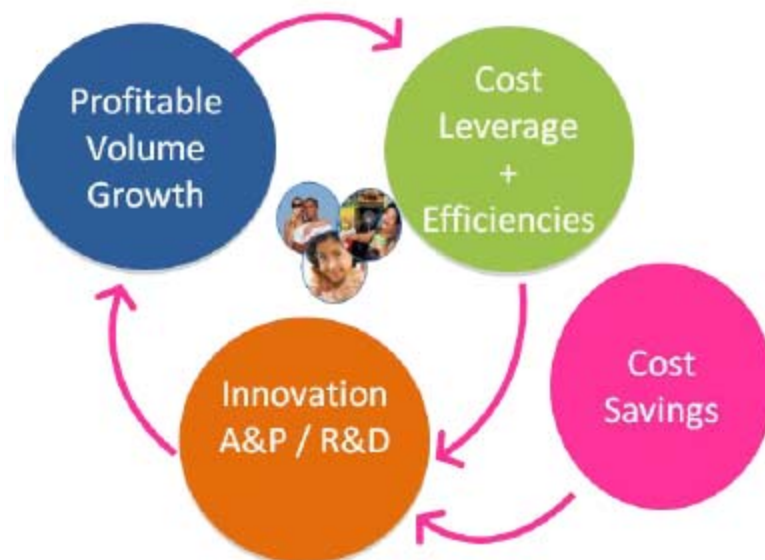 Profitable
Volume
Growth
Cost
Leverage
+
Efficiencies
Innovation
A&P / R&D
Cost
Savings